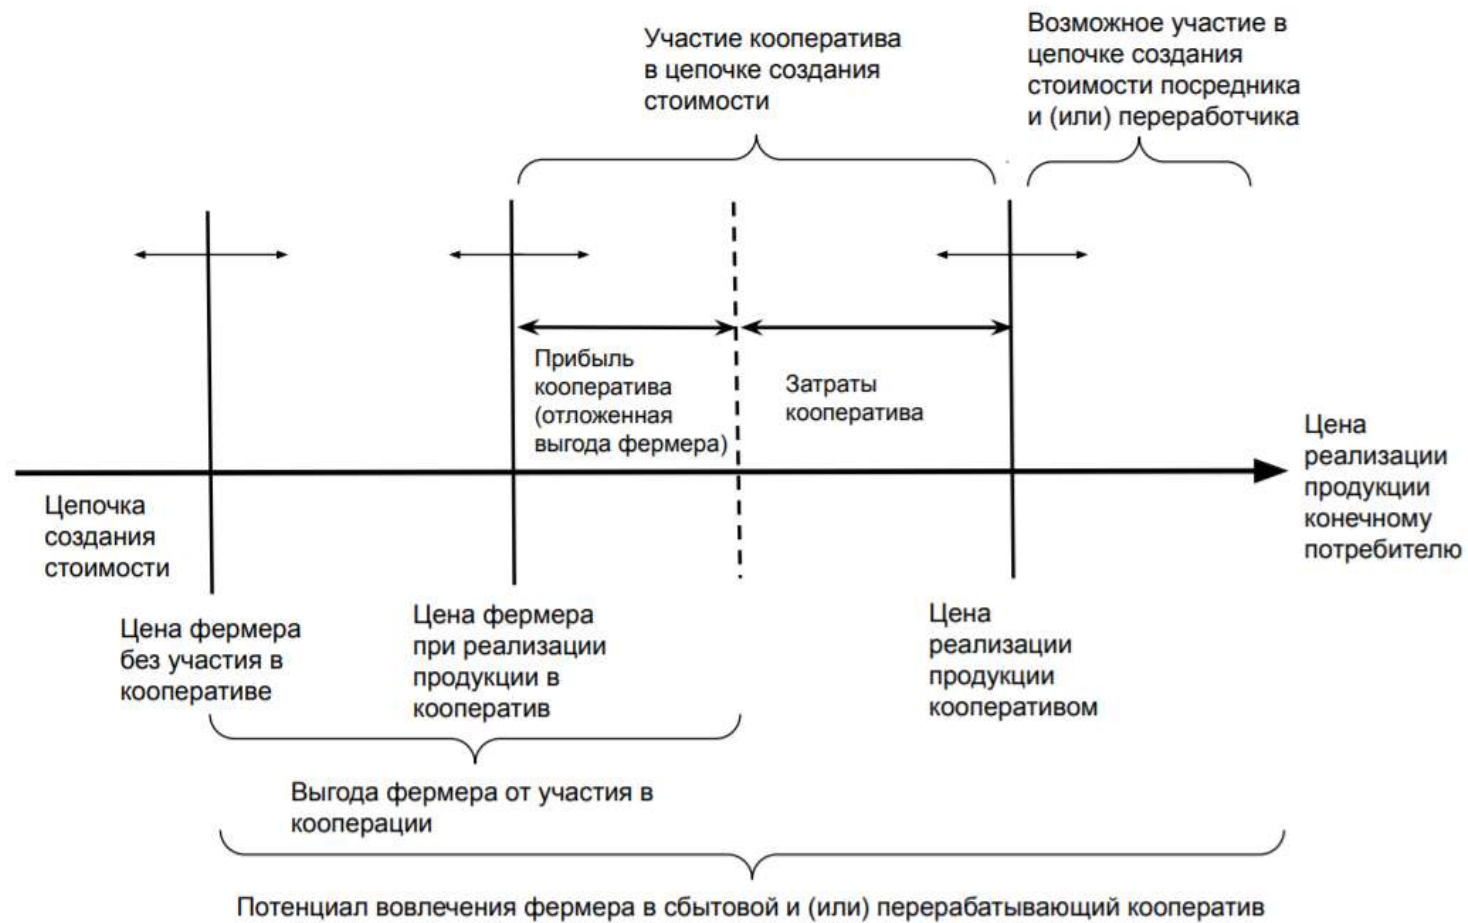 Участие кооператива
в цепочке создания
стоимости
Возможное участие в
цепочке создания
стоимости посредника
и (или) переработчика
Прибыль
кооператива
(отложенная
выгода фермера)
Затраты
кооператива
Цена
реализации
продукции
конечному
потребителю
Цепочка
создания
стоимости
Цена фермера
без участия в
кооперативе
Цена фермера
при реализации
продукции в
кооператив
Цена
реализации
продукции
кооперативом
Выгода фермера от участия в
кооперации
Потенциал вовлечения фермера в сбытовой и (или) перерабатывающий кооператив